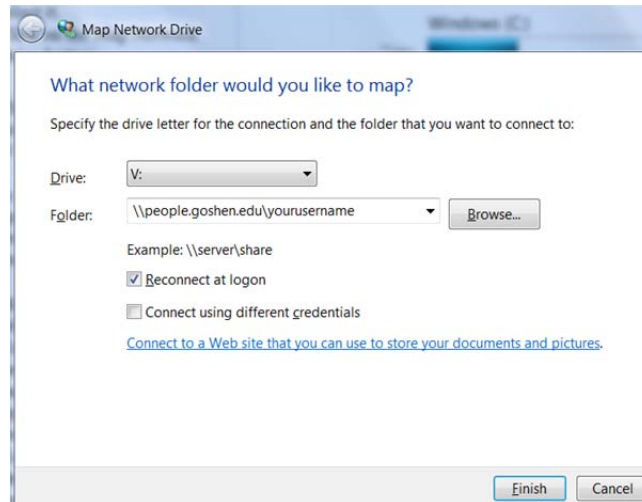 Windows (C:)
Map Network Drive
What network folder would you like to map?
Specify the drive letter for the connection and the folder that you want to connect to:
Drive: V:
Folder: \\people.goshen.edu\yourusername Browse...
Example: \\server\share
Reconnect at logon
Connect using different credentials
Connect to a Web site that you can use to store your documents and pictures.
Finish Cancel